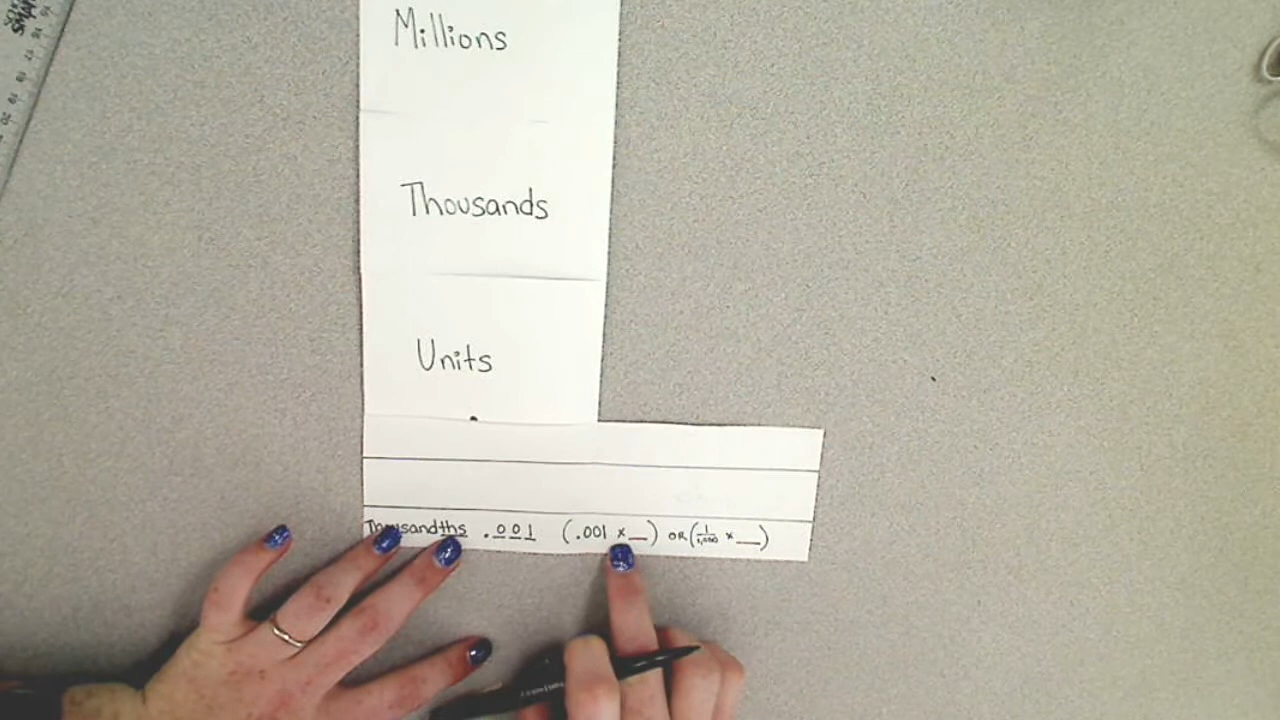 Millions
Thousands
Units
.
Thousandths .001 (.001 × __) OR (1/1,000 × __)